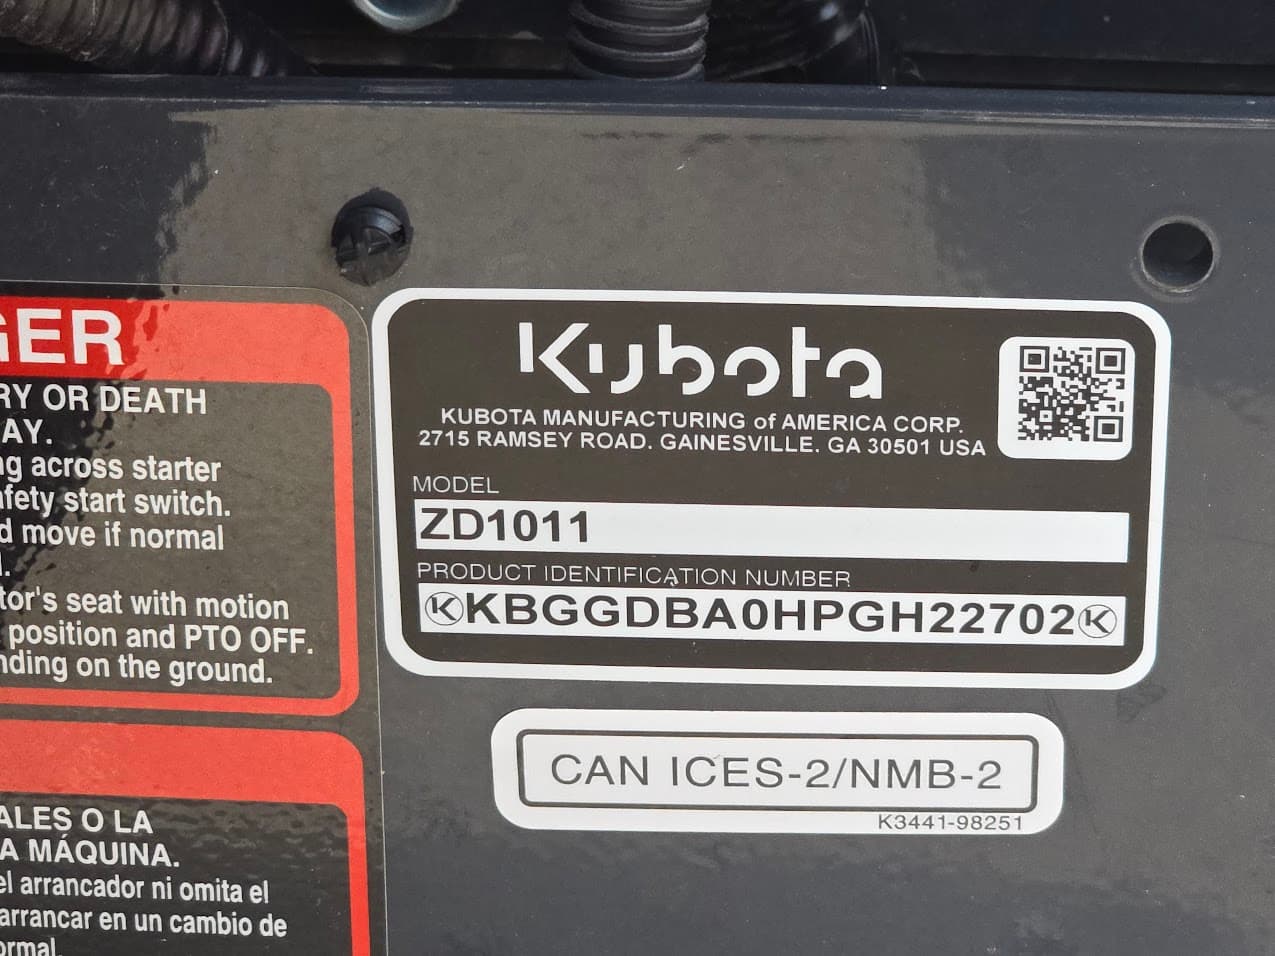 GER
RY OR DEATH
AY.
ng across starter
afety start switch.
d move if normal
tor's seat with motion
position and PTO OFF.
nding on the ground.
Kubota
KUBOTA MANUFACTURING of AMERICA CORP.
2715 RAMSEY ROAD. GAINESVILLE. GA 30501 USA
MODEL
ZD1011
PRODUCT IDENTIFICATION NUMBER
KBGGDBA0HPGH22702
CAN ICES-2/NMB-2
K3441-98251
ALES O LA
A MÁQUINA.
el arrancador ni omita el
arrancar en un cambio de
ormal.